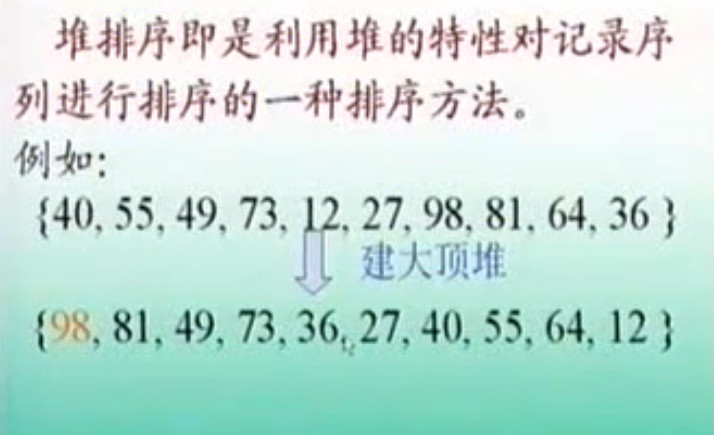 堆排序即是利用堆的特性对记录序
列进行排序的一种排序方法。
例如:
{40, 55, 49, 73, 12, 27, 98, 81, 64, 36 }
建大顶堆
{98, 81, 49, 73, 36, 27, 40, 55, 64, 12 }